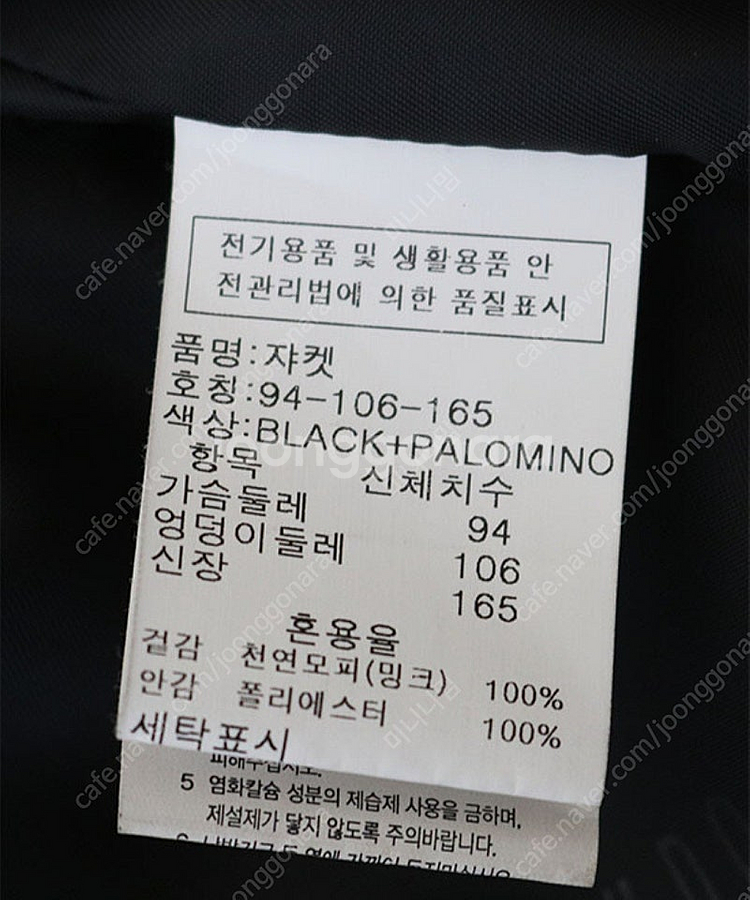 전기용품 및 생활용품 안
전관리법에 의한 품질표시
품명:쟈켓
호칭:94-106-165
색상:BLACK+PALOMINO
항목 신체치수
가슴둘레 94
엉덩이둘레 106
신장 165
혼용율
겉감 천연모피(밍크) 100%
안감 폴리에스터 100%
세탁표시
5 염화칼슘 성분의 제습제 사용을 금하며,
제설제가 닿지 않도록 주의바랍니다.
joonggonara
cafe.naver.com/joonggonara
미니니밈